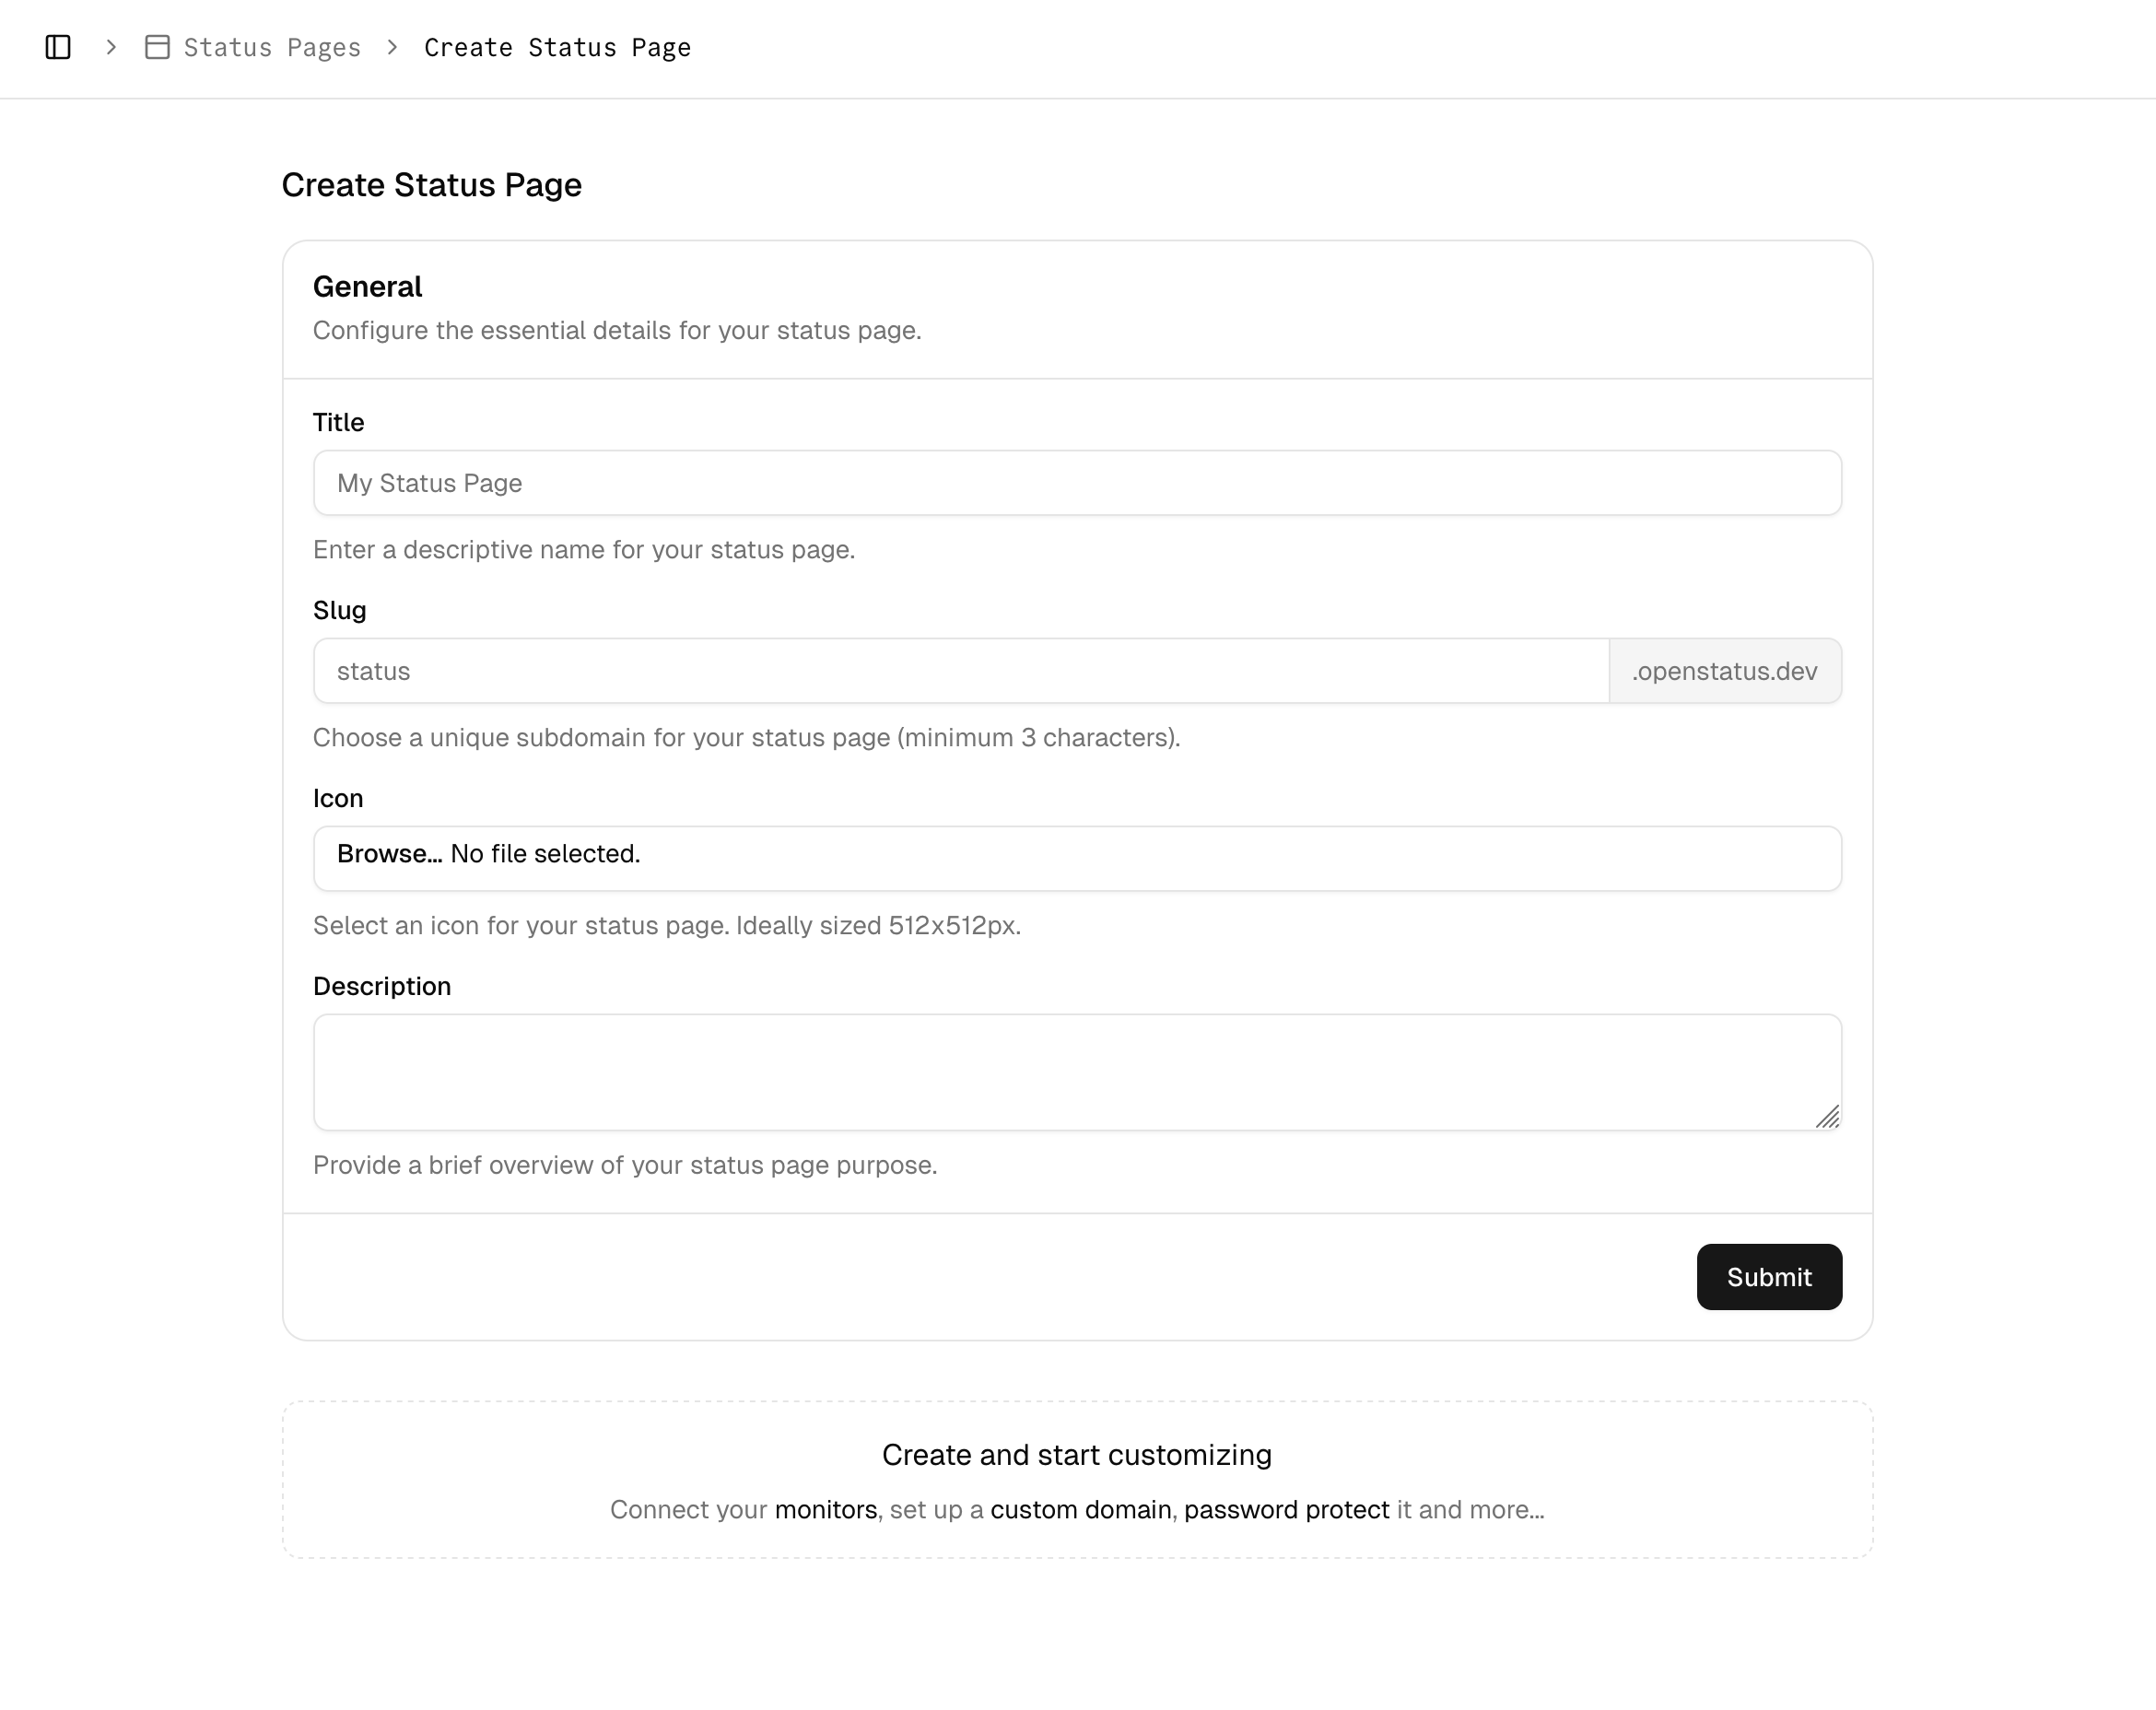 Status Pages
Create Status Page
Create Status Page
General
Configure the essential details for your status page.
Title
My Status Page
Enter a descriptive name for your status page.
Slug
status
.openstatus.dev
Choose a unique subdomain for your status page (minimum 3 characters).
Icon
Browse... No file selected.
Select an icon for your status page. Ideally sized 512x512px.
Description
Provide a brief overview of your status page purpose.
Submit
Create and start customizing
Connect your monitors, set up a custom domain, password protect it and more...